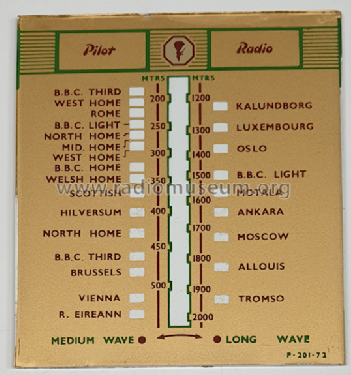 Pilot Radio
MTRS MTRS
B.B.C. THIRD
WEST HOME
ROME
B.B.C. LIGHT
NORTH HOME
MID. HOME
WEST HOME
B.B.C. HOME
WELSH HOME
SCOTTISH
HILVERSUM
NORTH HOME
B.B.C. THIRD
BRUSSELS
VIENNA
R. EIREANN
200
250
300
350
400
450
500
1200
1300
1400
1500
1600
1700
1800
1900
2000
KALUNDBORG
LUXEMBOURG
OSLO
B.B.C. LIGHT
MOTALA
ANKARA
MOSCOW
ALLOUIS
TROMSO
www.radiomuseum.org
MEDIUM WAVE LONG WAVE
P-201-72